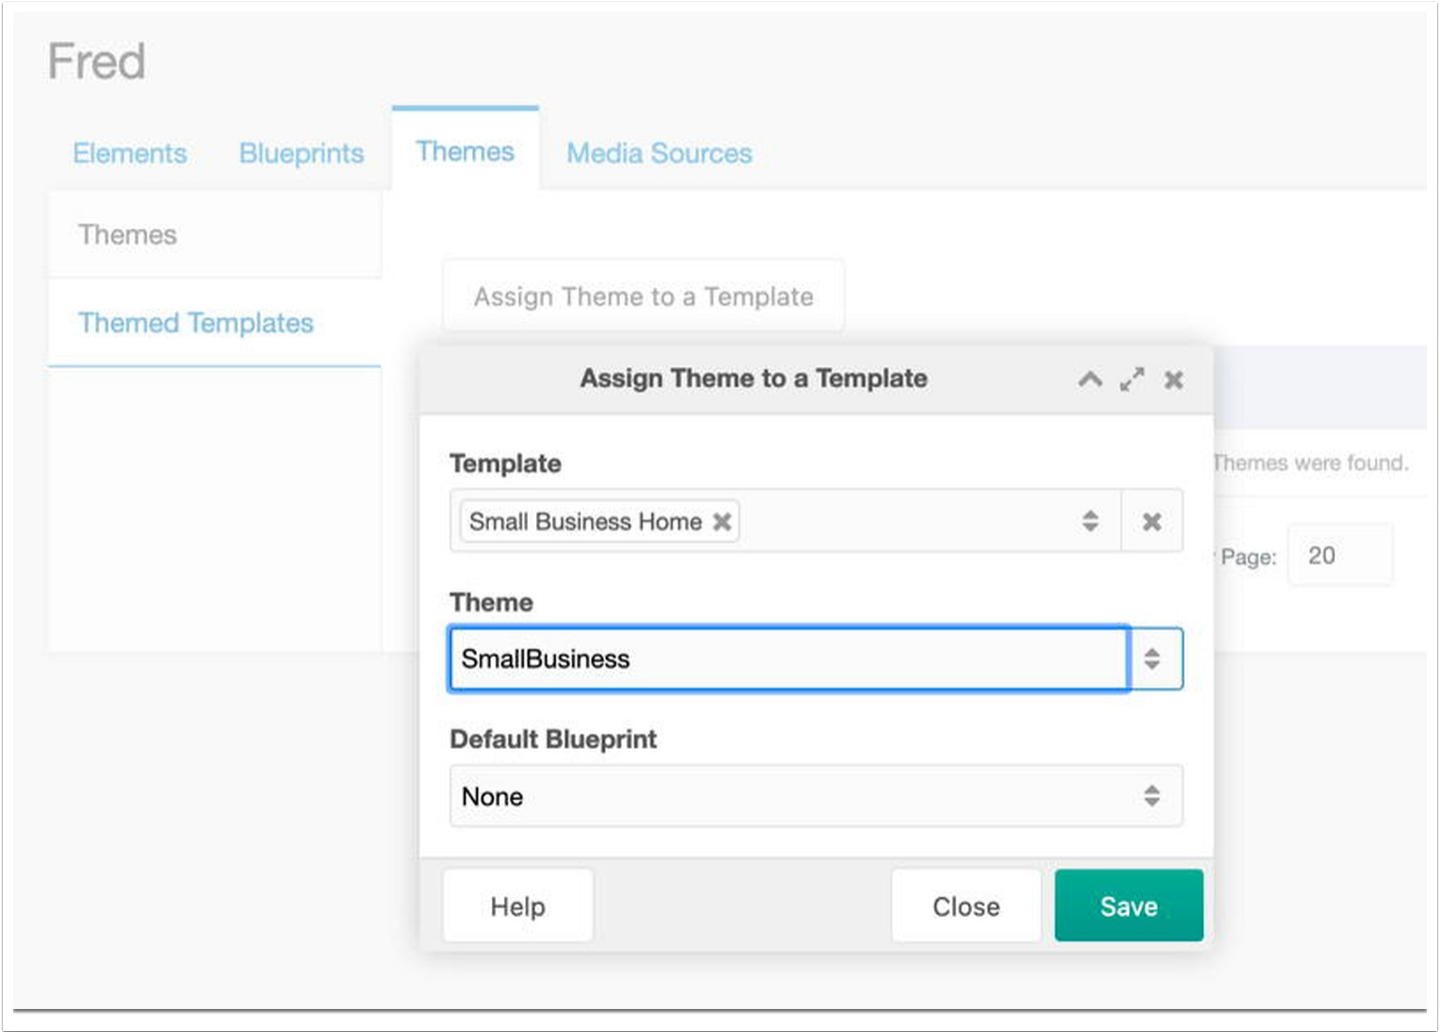 Fred
Elements Blueprints Themes Media Sources
Themes
Assign Theme to a Template
Themed Templates
Assign Theme to a Template
Template
Themes were found.
Small Business Home
Page: 20
Theme
SmallBusiness
Default Blueprint
None
Help Close Save